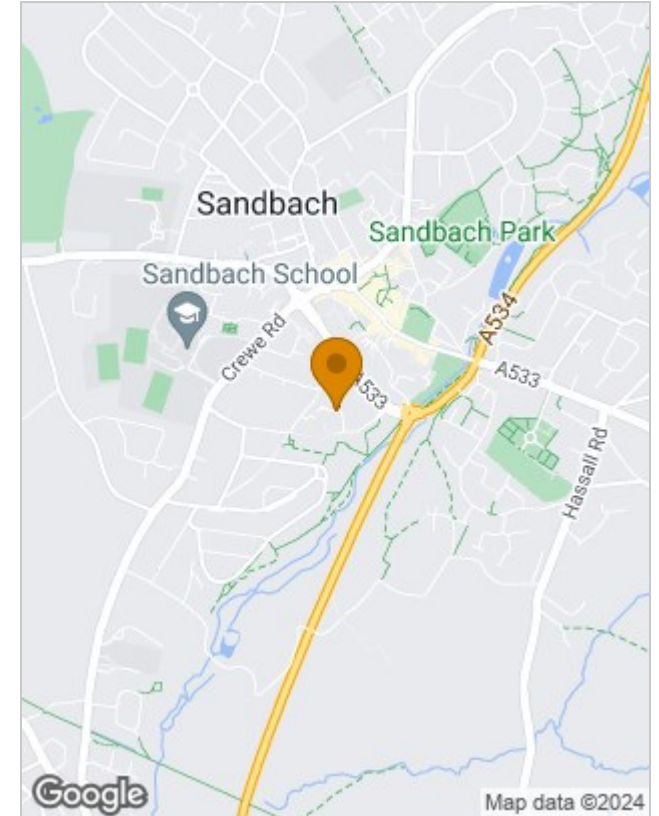 Sandbach
Sandbach Park
Sandbach School
A534
Crewe Rd
A533
A533
Hassall Rd
Google
Map data ©2024